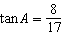 tan A = 8/17